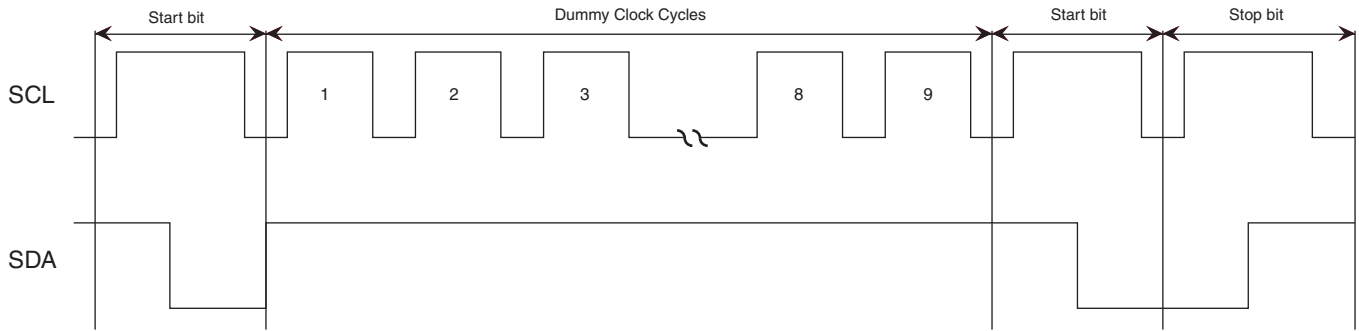 Start bit Dummy Clock Cycles Start bit Stop bit
SCL 1 2 3 8 9
SDA